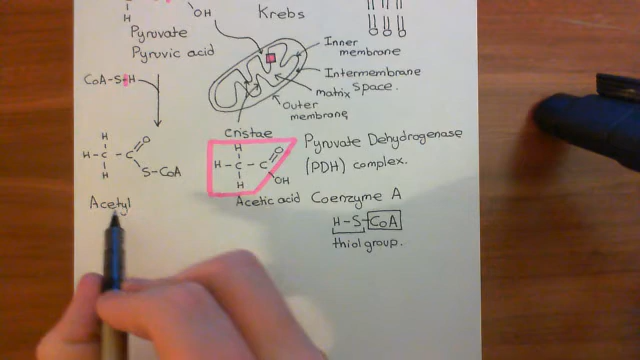 H
OH
Krebs
Pyruvate
Pyruvic acid
Inner
membrane
Intermembrane
Space.
matrix
Outer
membrane
Cristae
CoA-S-H
H
H-C-C
O
H
S-CoA
Acetyl
H
H-C-C
O
H
OH
Acetic acid
Pyruvate Dehydrogenase
(PDH) complex.
Coenzyme A
H-S-CoA
thiol group.